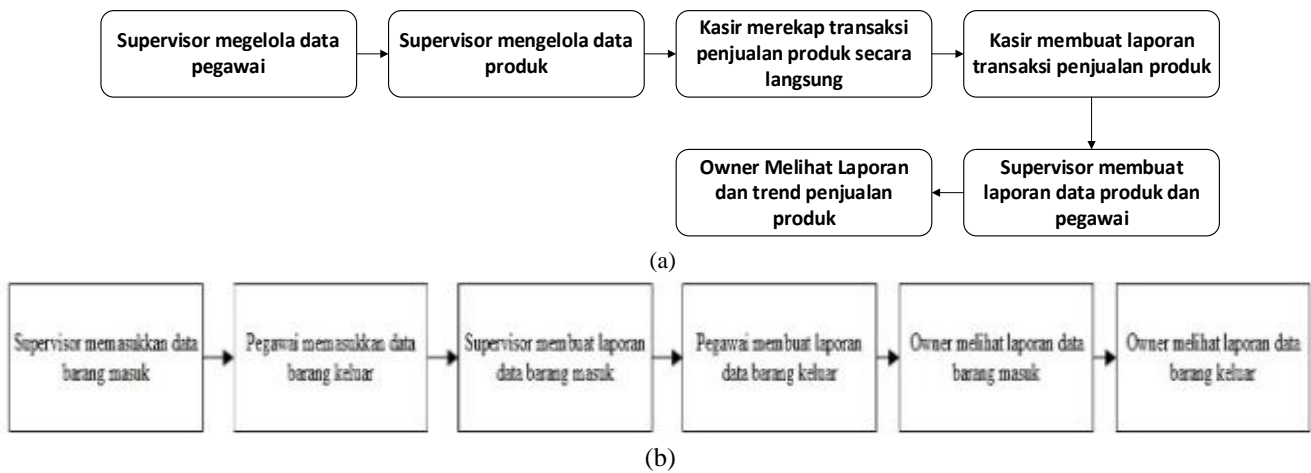 Supervisor megelola data
pegawai
Supervisor mengelola data
produk
Kasir merekap transaksi
penjualan produk secara
langsung
Kasir membuat laporan
transaksi penjualan produk
Supervisor membuat
laporan data produk dan
pegawai
Owner Melihat Laporan
dan trend penjualan
produk
(a)
Supervisor memasukkan data
barang masuk
Pegawai memasukkan data
barang keluar
Supervisor membuat laporan
data barang masuk
Pegawai membuat laporan
data barang keluar
Owner melihat laporan data
barang masuk
Owner melihat laporan data
barang keluar
(b)